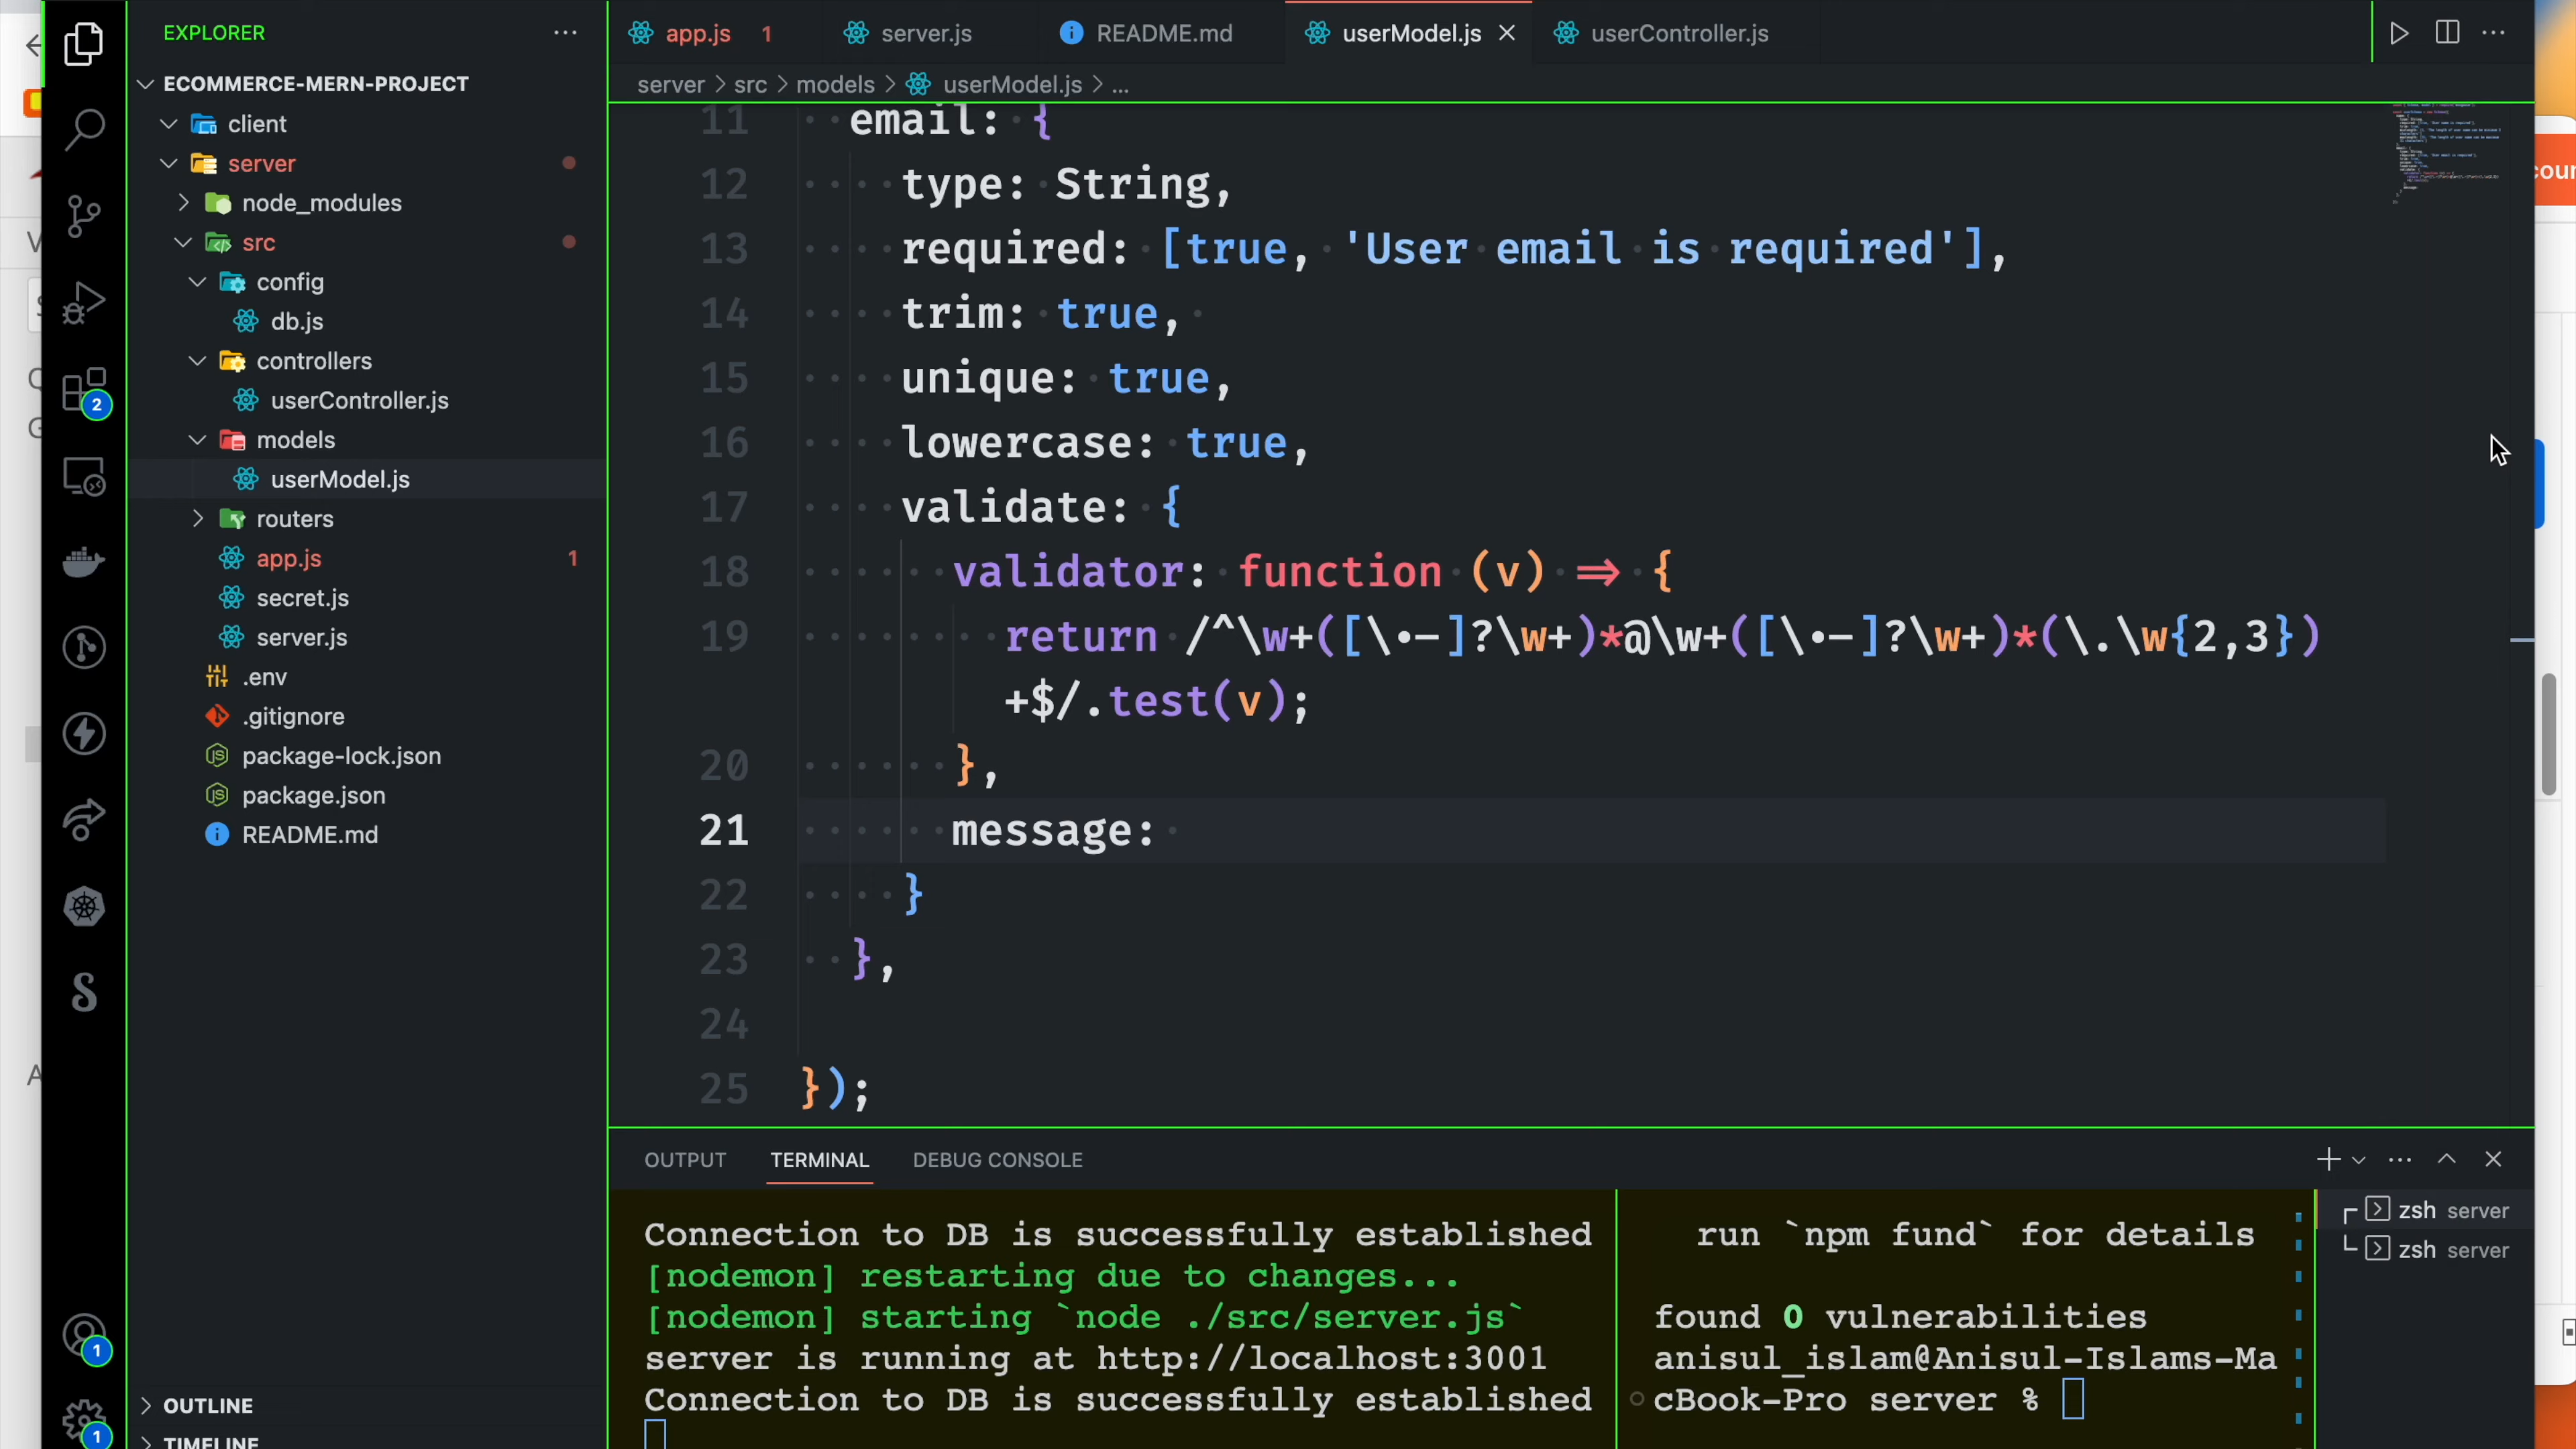 EXPLORER
ECOMMERCE-MERN-PROJECT
client
server
node_modules
src
config
db.js
controllers
userController.js
models
userModel.js
routers
app.js 1
secret.js
server.js
.env
.gitignore
package-lock.json
package.json
README.md
OUTLINE
TIMELINE
2
1
1
app.js 1
server.js
README.md
userModel.js
userController.js
server > src > models > userModel.js > ...
11 email: {
12 type: String,
13 required: [true, 'User email is required'],
14 trim: true,
15 unique: true,
16 lowercase: true,
17 validate: {
18 validator: function (v) => {
19 return /^\w+([\•-]?\w+)*@\w+([\•-]?\w+)*(\.\w{2,3})
+$/.test(v);
20 },
21 message:
22 }
23 },
24
25 });
OUTPUT TERMINAL DEBUG CONSOLE
Connection to DB is successfully established
[nodemon] restarting due to changes...
[nodemon] starting `node ./src/server.js`
server is running at http://localhost:3001
Connection to DB is successfully established
run `npm fund` for details
found 0 vulnerabilities
anisul_islam@Anisul-Islams-Ma
cBook-Pro server %
zsh server
zsh server